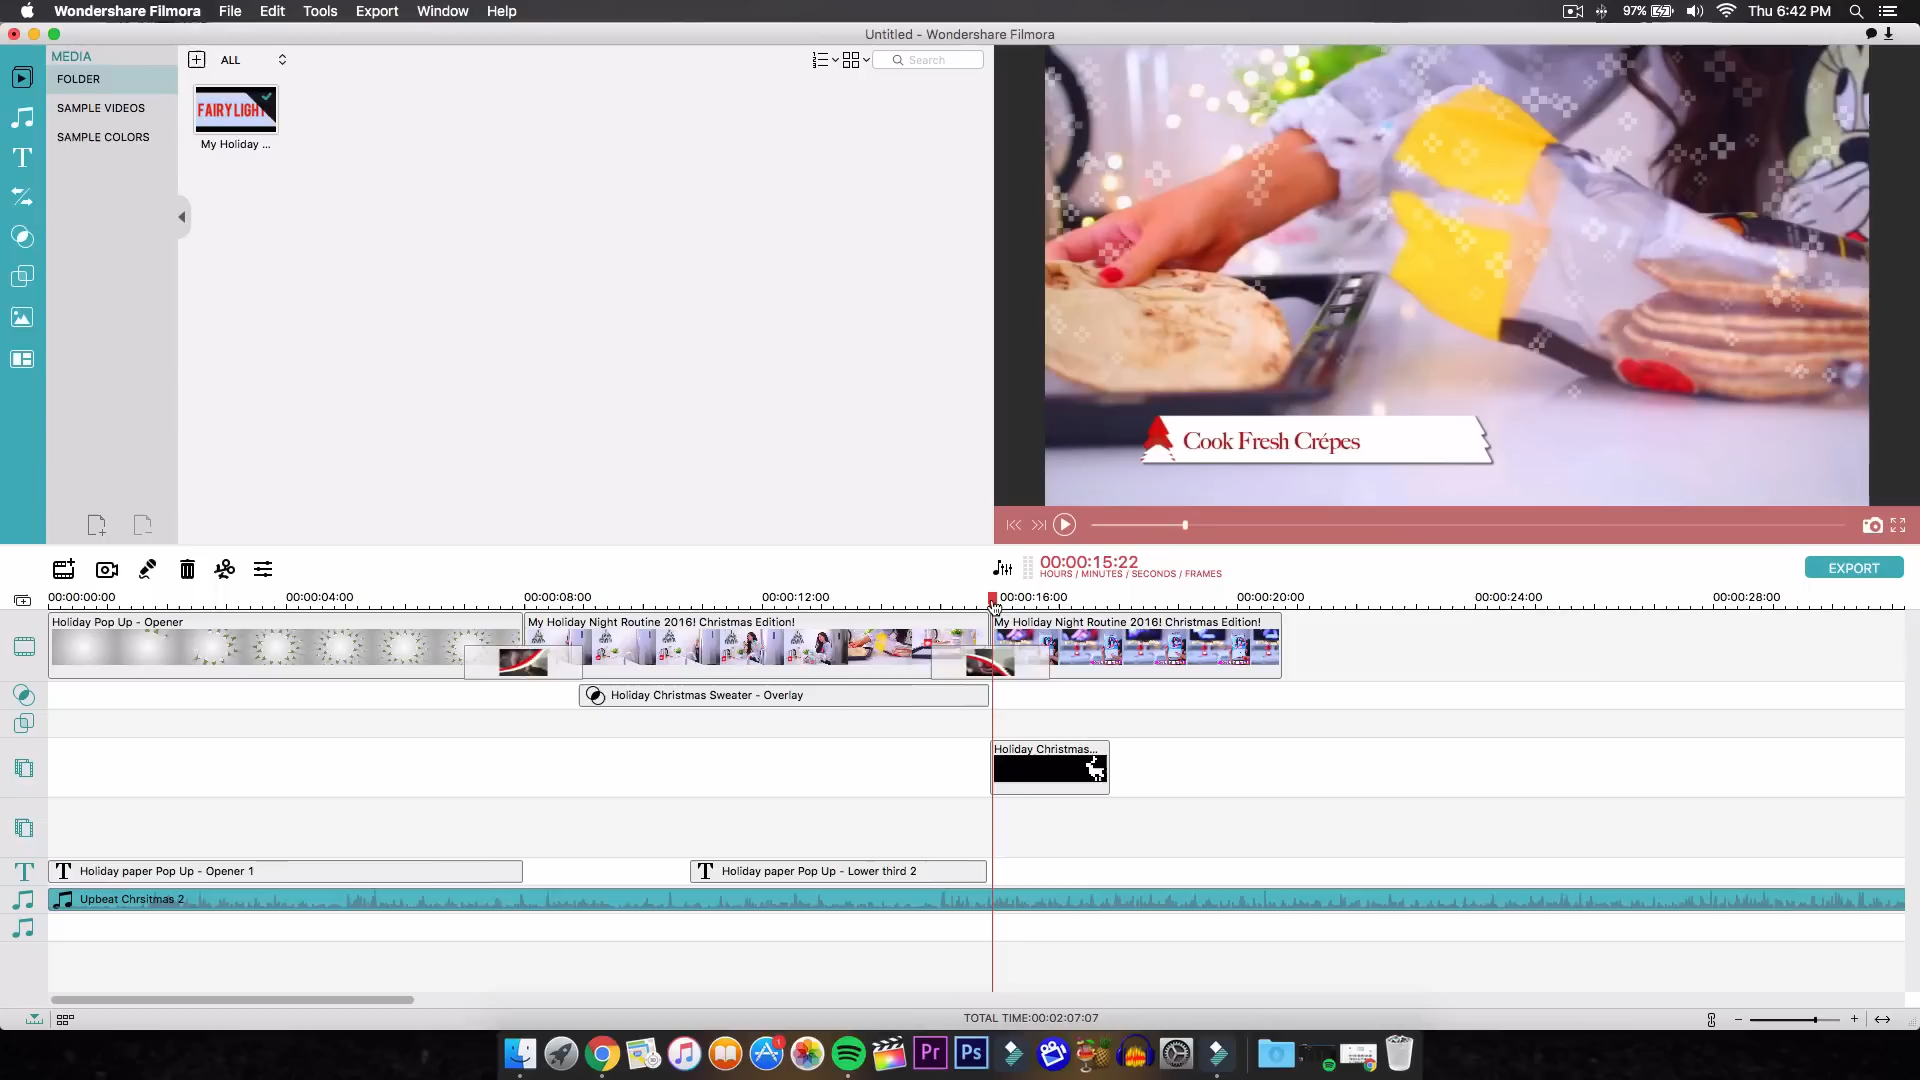 Wondershare Filmora File Edit Tools Export Window Help
97% Thu 6:42 PM
Untitled - Wondershare Filmora
MEDIA
FOLDER
SAMPLE VIDEOS
SAMPLE COLORS
ALL
Search
FAIRY LIGH
My Holiday ...
Cook Fresh Crépes
00:00:15:22
HOURS / MINUTES / SECONDS / FRAMES
EXPORT
00:00:00:00 00:00:04:00 00:00:08:00 00:00:12:00 00:00:16:00 00:00:20:00 00:00:24:00 00:00:28:00
Holiday Pop Up - Opener
My Holiday Night Routine 2016! Christmas Edition!
My Holiday Night Routine 2016! Christmas Edition!
Holiday Christmas Sweater - Overlay
Holiday Christmas...
T Holiday paper Pop Up - Opener 1
T Holiday paper Pop Up - Lower third 2
Upbeat Chrsitmas 2
TOTAL TIME:00:02:07:07
Pr Ps